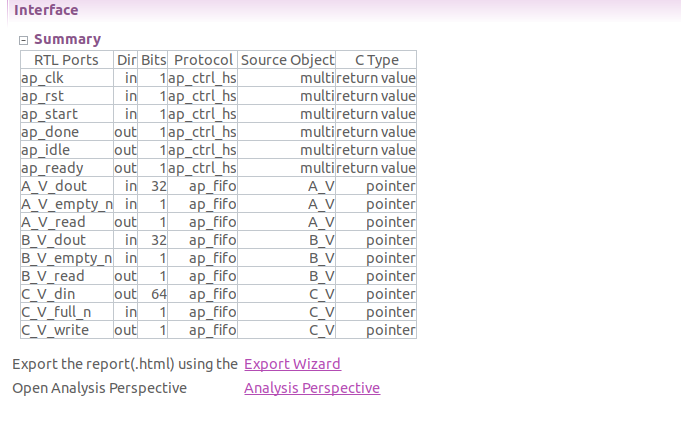 Interface
Summary
RTL Ports Dir Bits Protocol Source Object C Type
ap_clk in 1 ap_ctrl_hs multi return value
ap_rst in 1 ap_ctrl_hs multi return value
ap_start in 1 ap_ctrl_hs multi return value
ap_done out 1 ap_ctrl_hs multi return value
ap_idle out 1 ap_ctrl_hs multi return value
ap_ready out 1 ap_ctrl_hs multi return value
A_V_dout in 32 ap_fifo A_V pointer
A_V_empty_n in 1 ap_fifo A_V pointer
A_V_read out 1 ap_fifo A_V pointer
B_V_dout in 32 ap_fifo B_V pointer
B_V_empty_n in 1 ap_fifo B_V pointer
B_V_read out 1 ap_fifo B_V pointer
C_V_din out 64 ap_fifo C_V pointer
C_V_full_n in 1 ap_fifo C_V pointer
C_V_write out 1 ap_fifo C_V pointer
Export the report(.html) using the Export Wizard
Open Analysis Perspective Analysis Perspective